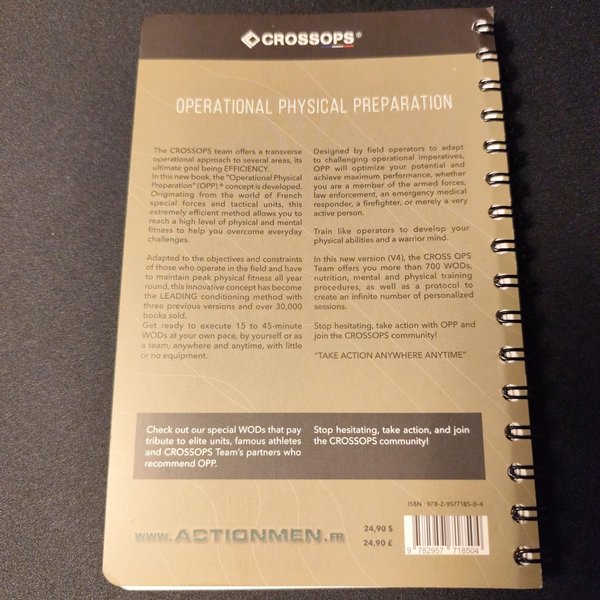 CROSSOPS®
OPERATIONAL PHYSICAL PREPARATION
The CROSSOPS team offers a transverse
operational approach to several areas, its
ultimate goal being EFFICIENCY.
In this new book, the "Operational Physical
Preparation" (OPP) ® concept is developed.
Originating from the world of French
special forces and tactical units, this
extremely efficient method allows you to
reach a high level of physical and mental
fitness to help you overcome everyday
challenges.
Adapted to the objectives and constraints
of those who operate in the field and have
to maintain peak physical fitness all year
round, this innovative concept has become
the LEADING conditioning method with
three previous versions and over 30,000
books sold.
Get ready to execute 15 to 45-minute
WODs at your own pace, by yourself or as
a team, anywhere and anytime, with little
or no equipment.
Designed by field operators to adapt
to challenging operational imperatives,
OPP will optimize your potential and
achieve maximum performance, whether
you are a member of the armed forces,
law enforcement, an emergency medical
responder, a firefighter, or merely a very
active person.
Train like operators to develop your
physical abilities and a warrior mind.
In this new version (V4), the CROSS OPS
Team offers you more than 700 WODs,
nutrition, mental and physical training
procedures, as well as a protocol to
create an infinite number of personalized
sessions.
Stop hesitating, take action with OPP and
join the CROSSOPS community!
"TAKE ACTION ANYWHERE ANYTIME"
Check out our special WODs that pay
tribute to elite units, famous athletes
and CROSSOPS Team's partners who
recommend OPP.
Stop hesitating, take action, and join
the CROSSOPS community!
www.ACTIONMEN.FR
24,90 $
24,90 £
ISBN : 978-2-9577185-0-4
9 782957 718504